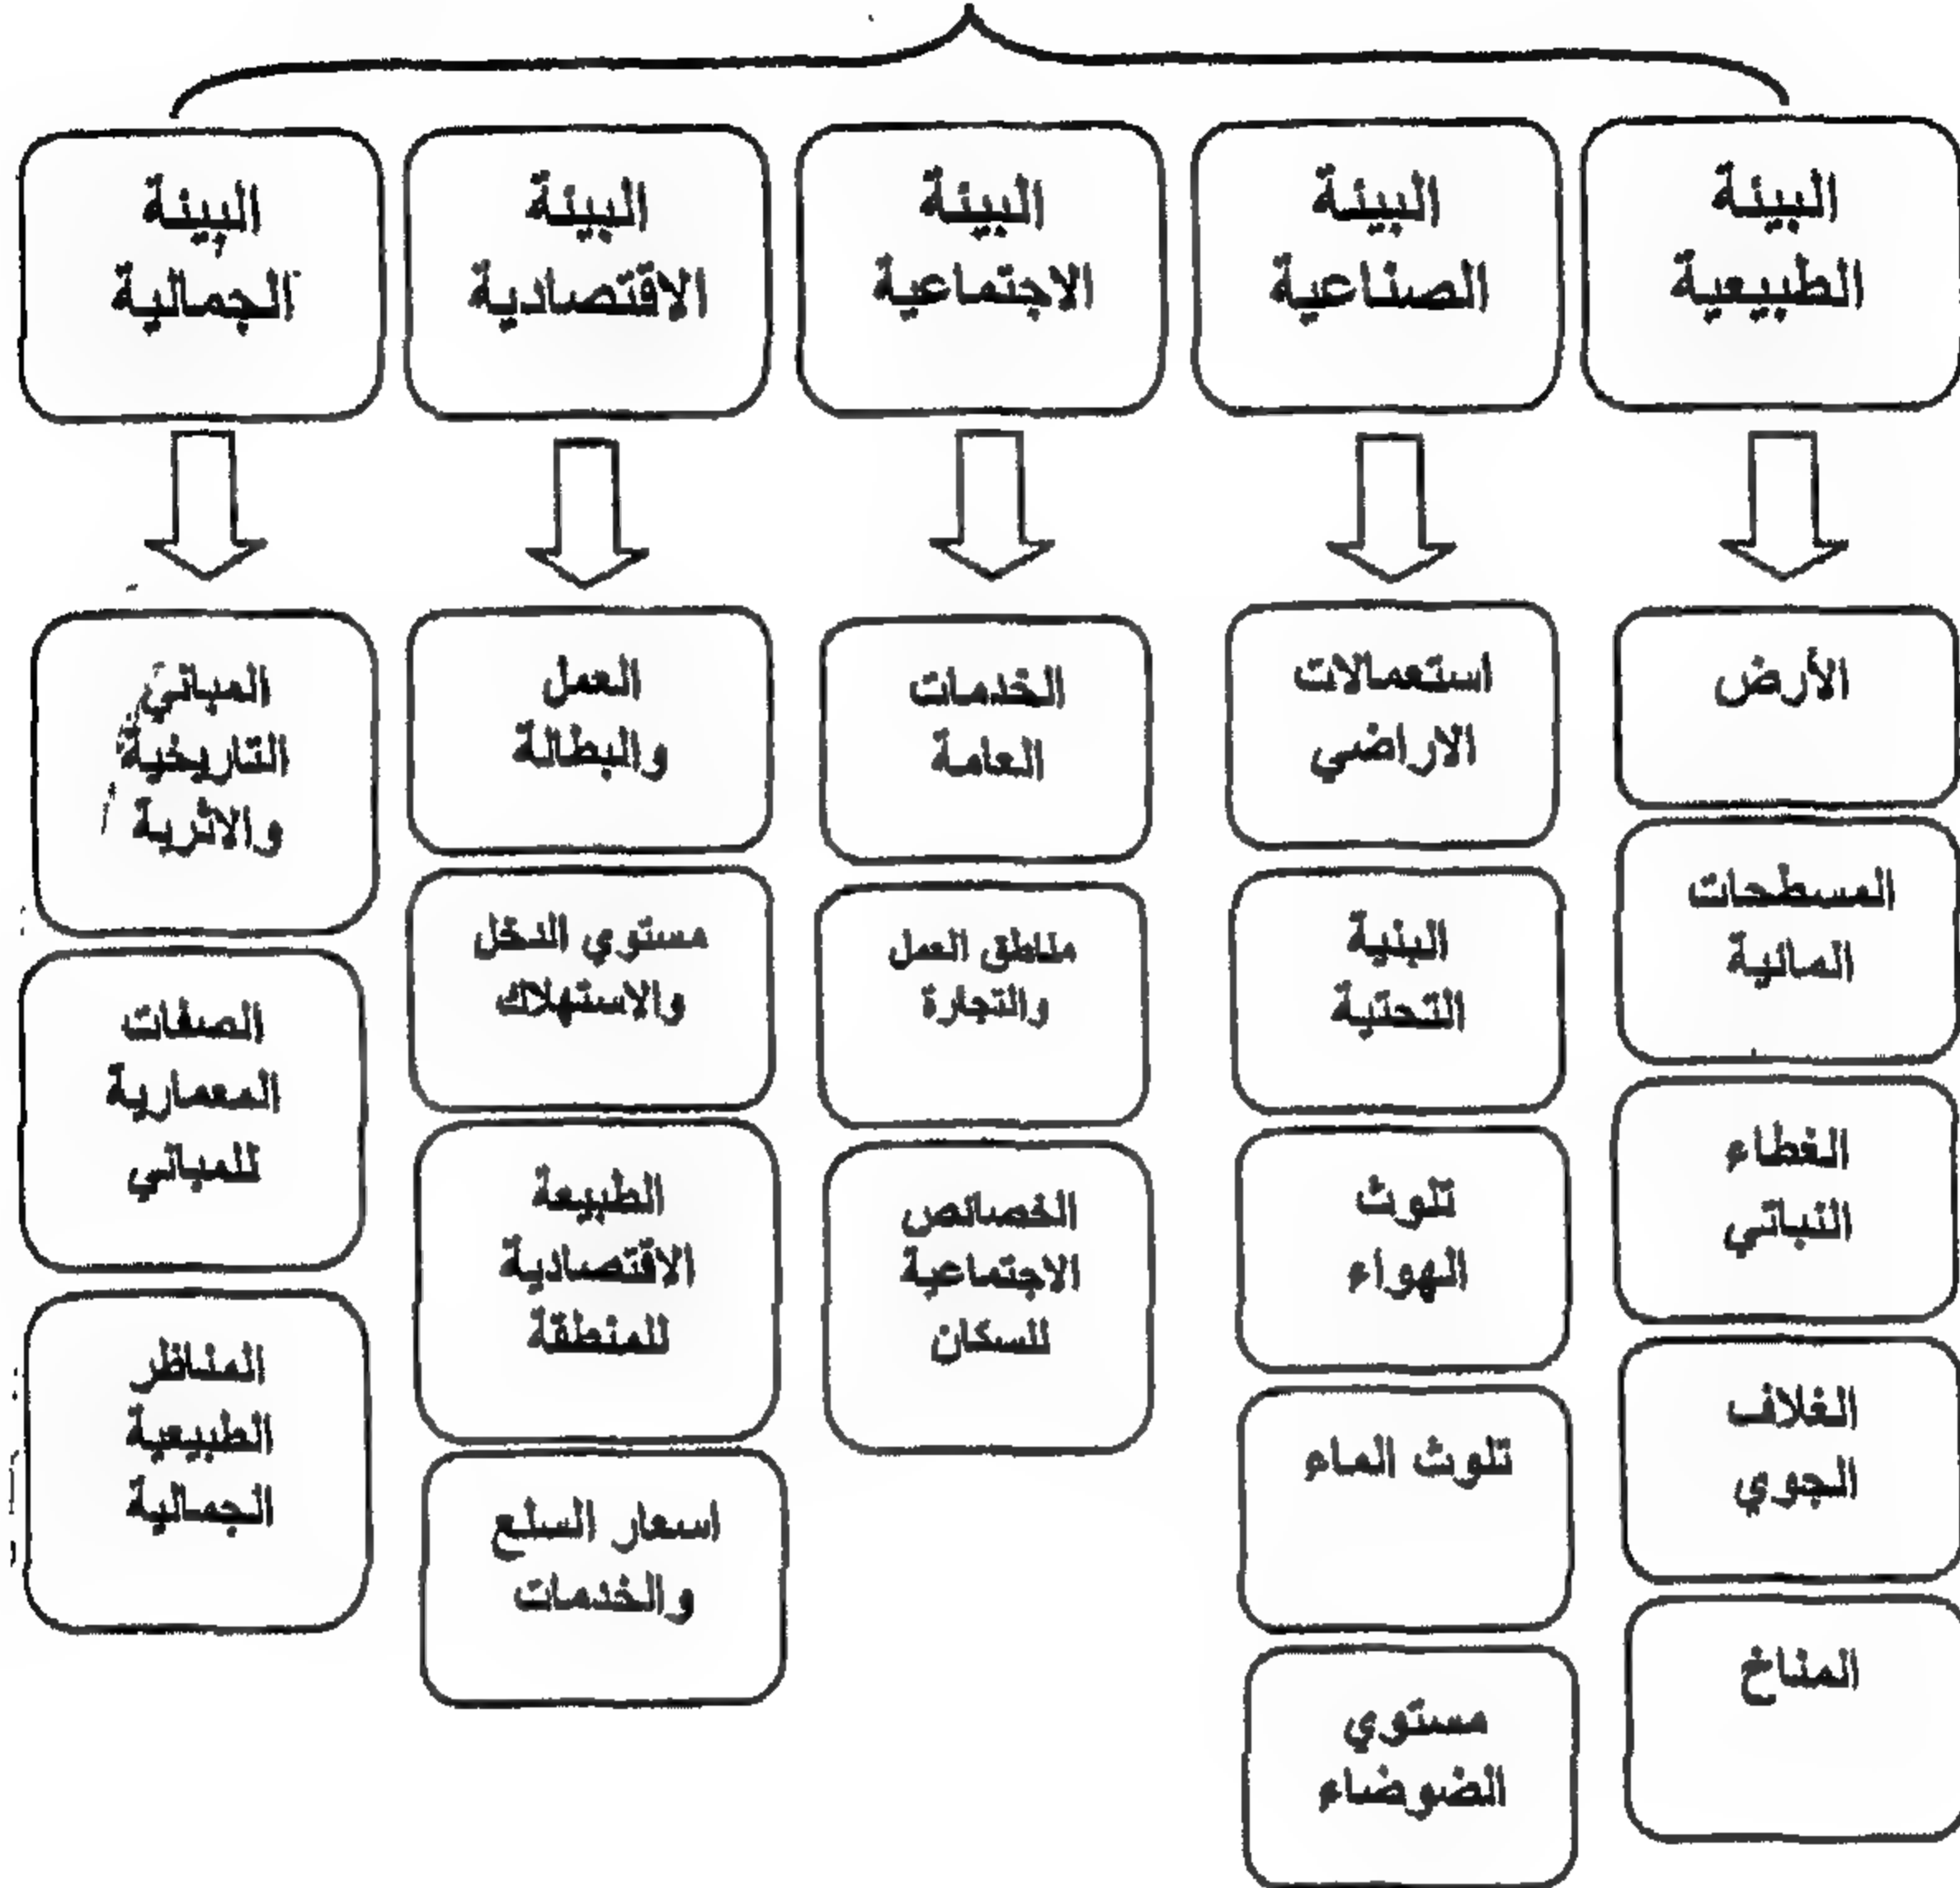 البيئة
الطبيعية
البيئة
الصناعية
البيئة
الاجتماعية
البيئة
الاقتصادية
البيئة
الجمالية
الأرض
المسطحات
المائية
الغطاء
النباتي
الغلاف
الجوي
المناخ
استعمالات
الاراضي
البنية
التحتية
تلوث
الهواء
تلوث الماء
مستوي
الضوضاء
الخدمات
العامة
مناطق العمل
والتجارة
الخصائص
الاجتماعية
للسكان
العمل
والبطالة
مستوي الدخل
والاستهلاك
الطبيعة
الاقتصادية
للمنطقة
اسعار السلع
والخدمات
المباني
التاريخية
والاثرية
الصفات
المعمارية
للمباني
المناظر
الطبيعية
الجمالية